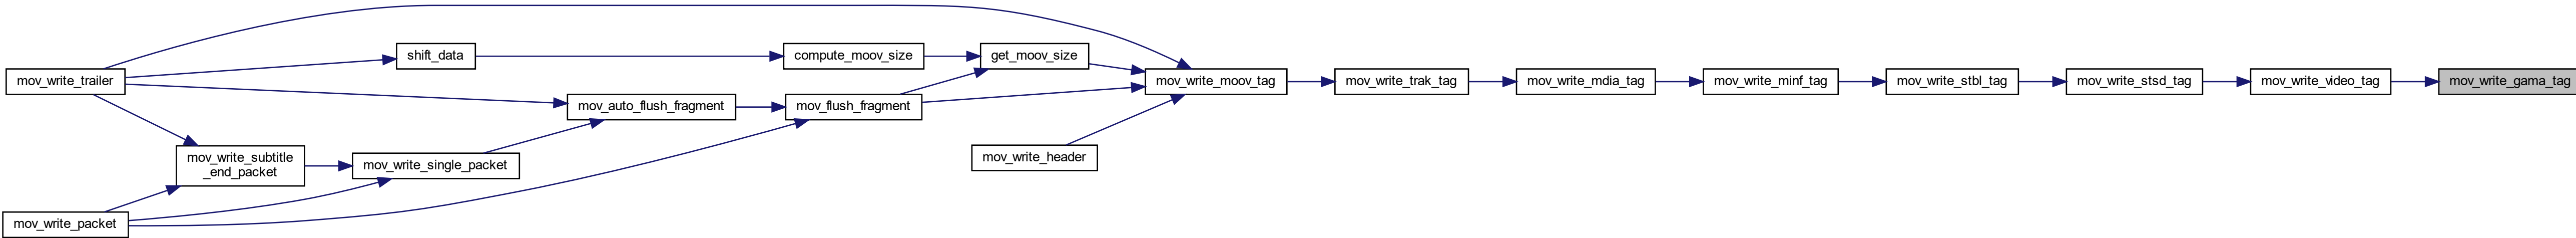 mov_write_trailer
shift_data
compute_moov_size
get_moov_size
mov_write_moov_tag
mov_write_trak_tag
mov_write_mdia_tag
mov_write_minf_tag
mov_write_stbl_tag
mov_write_stsd_tag
mov_write_video_tag
mov_write_gama_tag
mov_auto_flush_fragment
mov_flush_fragment
mov_write_subtitle
_end_packet
mov_write_single_packet
mov_write_header
mov_write_packet